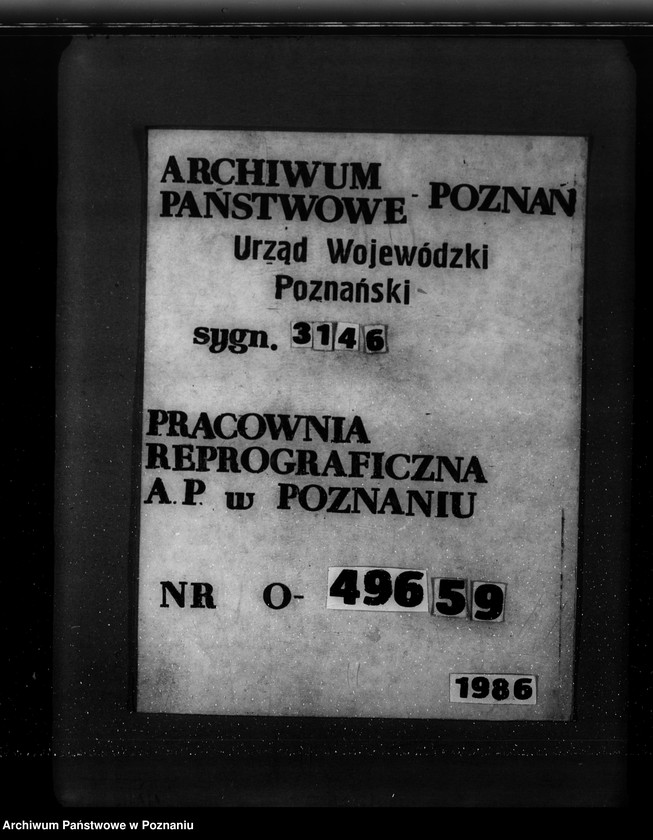 ARCHIWUM
PAŃSTWOWE - POZNAŃ
Urząd Wojewódzki
Poznański
sygn. 3146
PRACOWNIA
REPROGRAFICZNA
A.P. w POZNANIU
NR O- 49659
1986
Archiwum Państwowe w Poznaniu